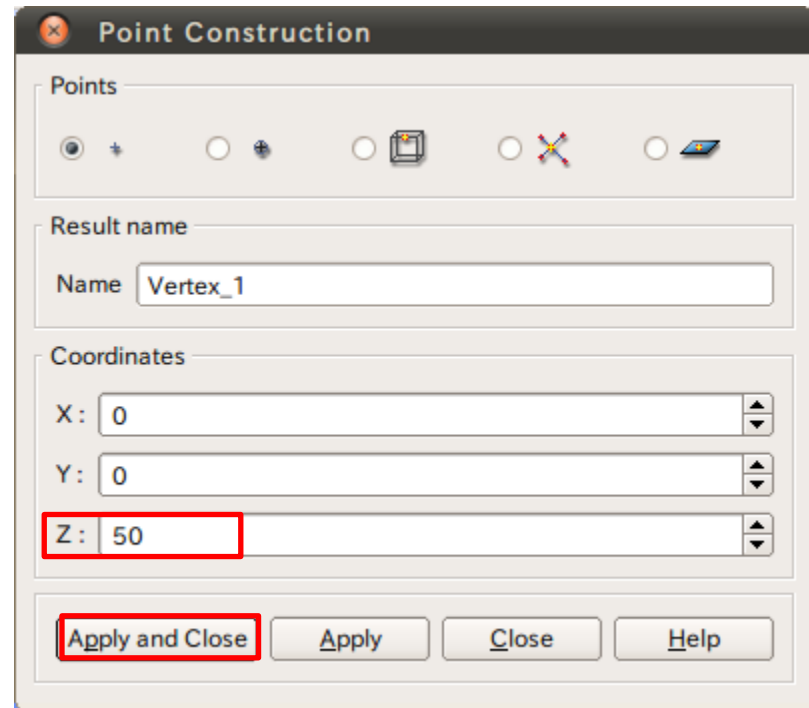 Point Construction
Points
Result name
Name Vertex_1
Coordinates
X : 0
Y : 0
Z : 50
Apply and Close Apply Close Help